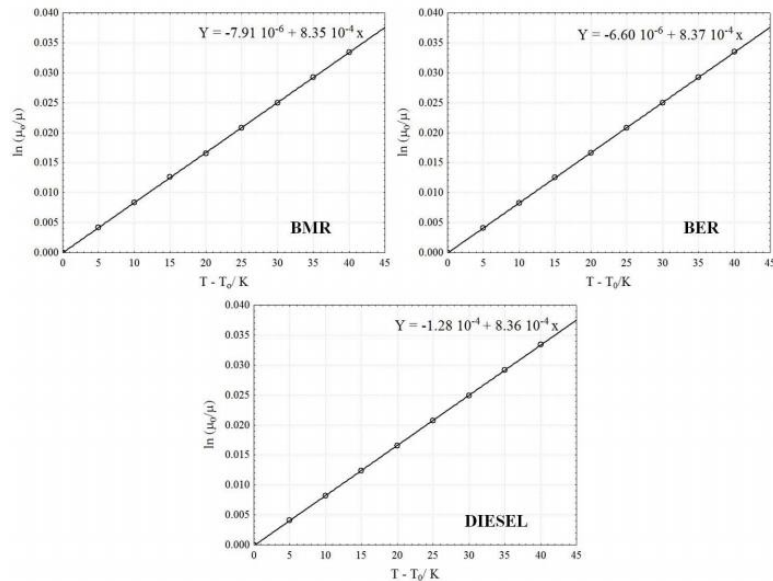 Y = -7.91 10⁻⁶ + 8.35 10⁻⁴ x
ln (μₒ/μ)
0.040
0.035
0.030
0.025
0.020
0.015
0.010
0.005
0.000
BMR
0 5 10 15 20 25 30 35 40 45
T - Tₒ/ K
Y = -6.60 10⁻⁶ + 8.37 10⁻⁴ x
ln (μ₀/μ)
0.040
0.035
0.030
0.025
0.020
0.015
0.010
0.005
0.000
BER
0 5 10 15 20 25 30 35 40 45
T - T₀/ K
Y = -1.28 10⁻⁴ + 8.36 10⁻⁴ x
ln (μ₀/μ)
0.040
0.035
0.030
0.025
0.020
0.015
0.010
0.005
0.000
DIESEL
0 5 10 15 20 25 30 35 40 45
T - T₀/ K